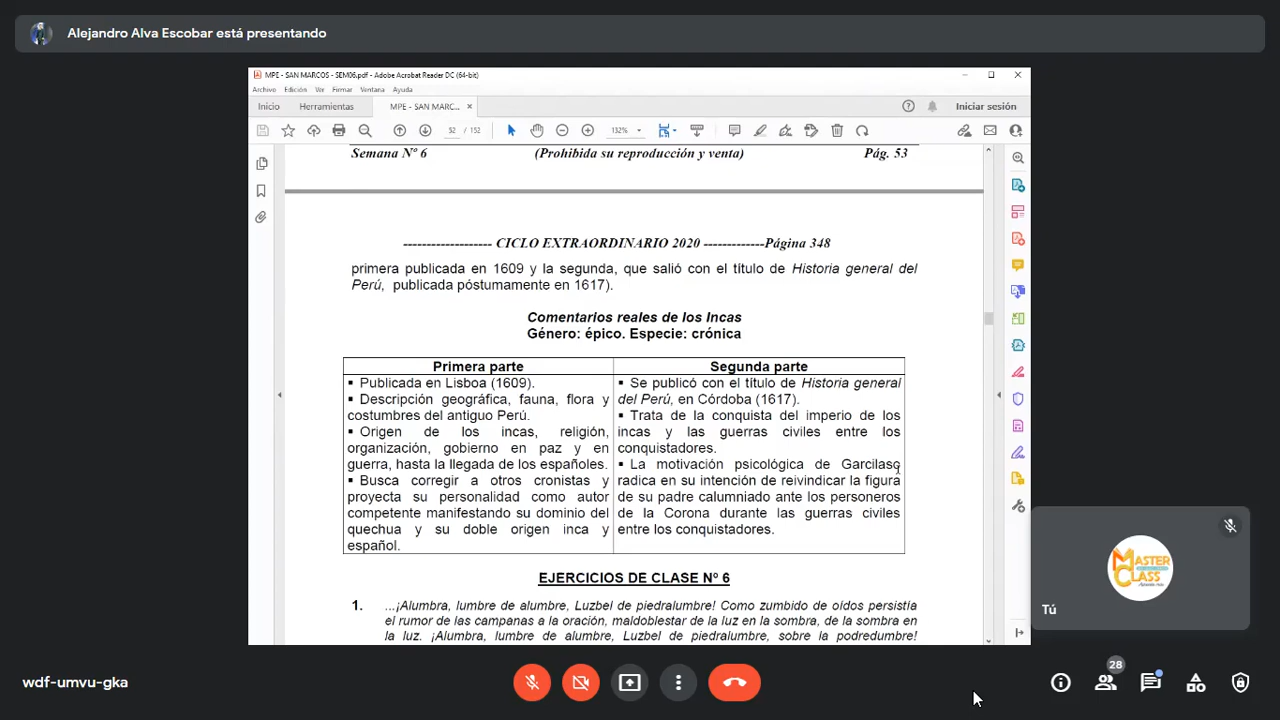 Alejandro Alva Escobar está presentando
MPE - SAN MARCOS - SEM06.pdf - Adobe Acrobat Reader DC (64-bit)
Archivo Edición Ver Firmar Ventana Ayuda
Inicio Herramientas MPE - SAN MARC... × Iniciar sesión
52 / 152 132%
Semana Nº 6 (Prohibida su reproducción y venta) Pág. 53
------------------- CICLO EXTRAORDINARIO 2020 -------------Página 348
primera publicada en 1609 y la segunda, que salió con el título de Historia general del
Perú, publicada póstumamente en 1617).
Comentarios reales de los Incas
Género: épico. Especie: crónica
Primera parte
▪ Publicada en Lisboa (1609).
▪ Descripción geográfica, fauna, flora y
costumbres del antiguo Perú.
▪ Origen de los incas, religión,
organización, gobierno en paz y en
guerra, hasta la llegada de los españoles.
▪ Busca corregir a otros cronistas y
proyecta su personalidad como autor
competente manifestando su dominio del
quechua y su doble origen inca y
español.
Segunda parte
▪ Se publicó con el título de Historia general
del Perú, en Córdoba (1617).
▪ Trata de la conquista del imperio de los
incas y las guerras civiles entre los
conquistadores.
▪ La motivación psicológica de Garcilaso
radica en su intención de reivindicar la figura
de su padre calumniado ante los personeros
de la Corona durante las guerras civiles
entre los conquistadores.
EJERCICIOS DE CLASE Nº 6
1. ...¡Alumbra, lumbre de alumbre, Luzbel de piedralumbre! Como zumbido de oídos persistía
el rumor de las campanas a la oración, maldoblestar de la luz en la sombra, de la sombra en
la luz. ¡Alumbra, lumbre de alumbre, Luzbel de piedralumbre, sobre la podredumbre!
MASTER
CLASS
Tú
wdf-umvu-gka
28